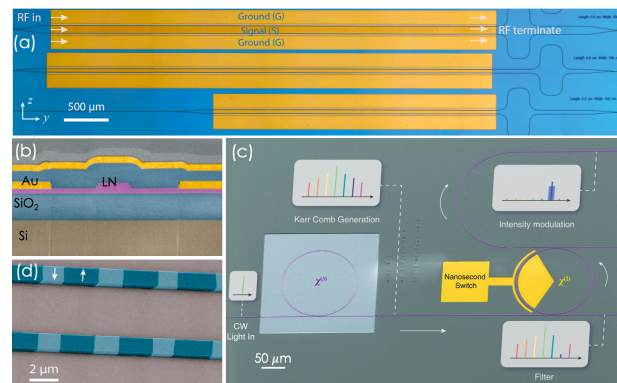 RF in
Ground (G)
Signal (S)
Ground (G)
RF terminate
(a)
z
y
500 μm
(b)
Au
LN
SiO2
Si
(c)
Kerr Comb Generation
Intensity modulation
χ(3)
Nanosecond
Switch
CW
Light In
50 μm
Filter
(d)
2 μm